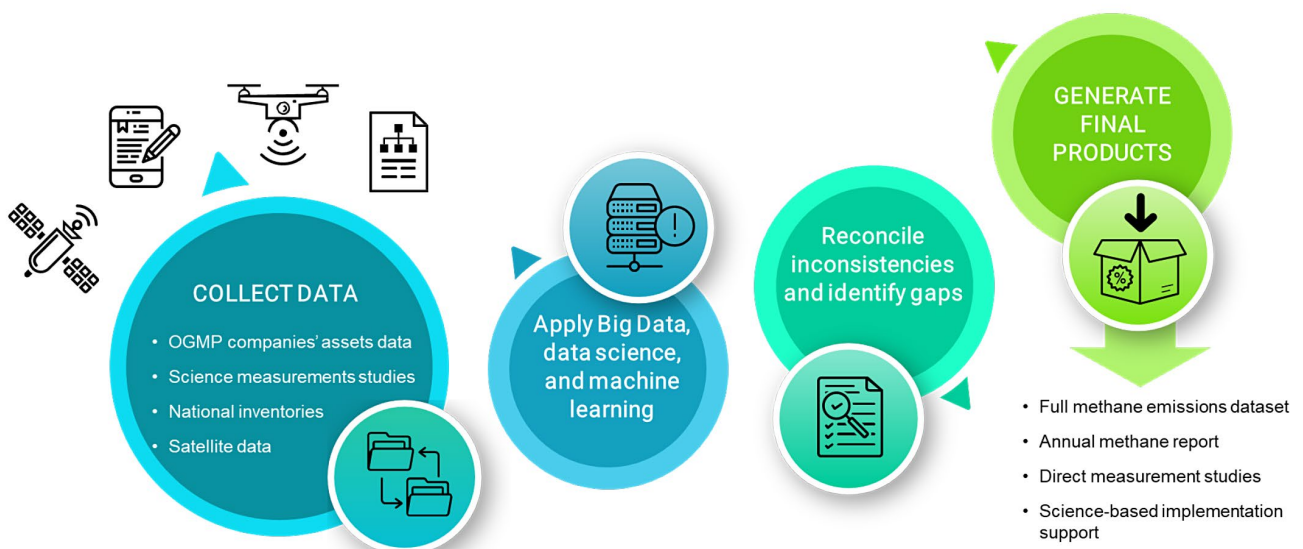 COLLECT DATA
• OGMP companies' assets data
• Science measurements studies
• National inventories
• Satellite data
Apply Big Data,
data science,
and machine
learning
Reconcile
inconsistencies
and identify gaps
GENERATE
FINAL
PRODUCTS
%
• Full methane emissions dataset
• Annual methane report
• Direct measurement studies
• Science-based implementation
support